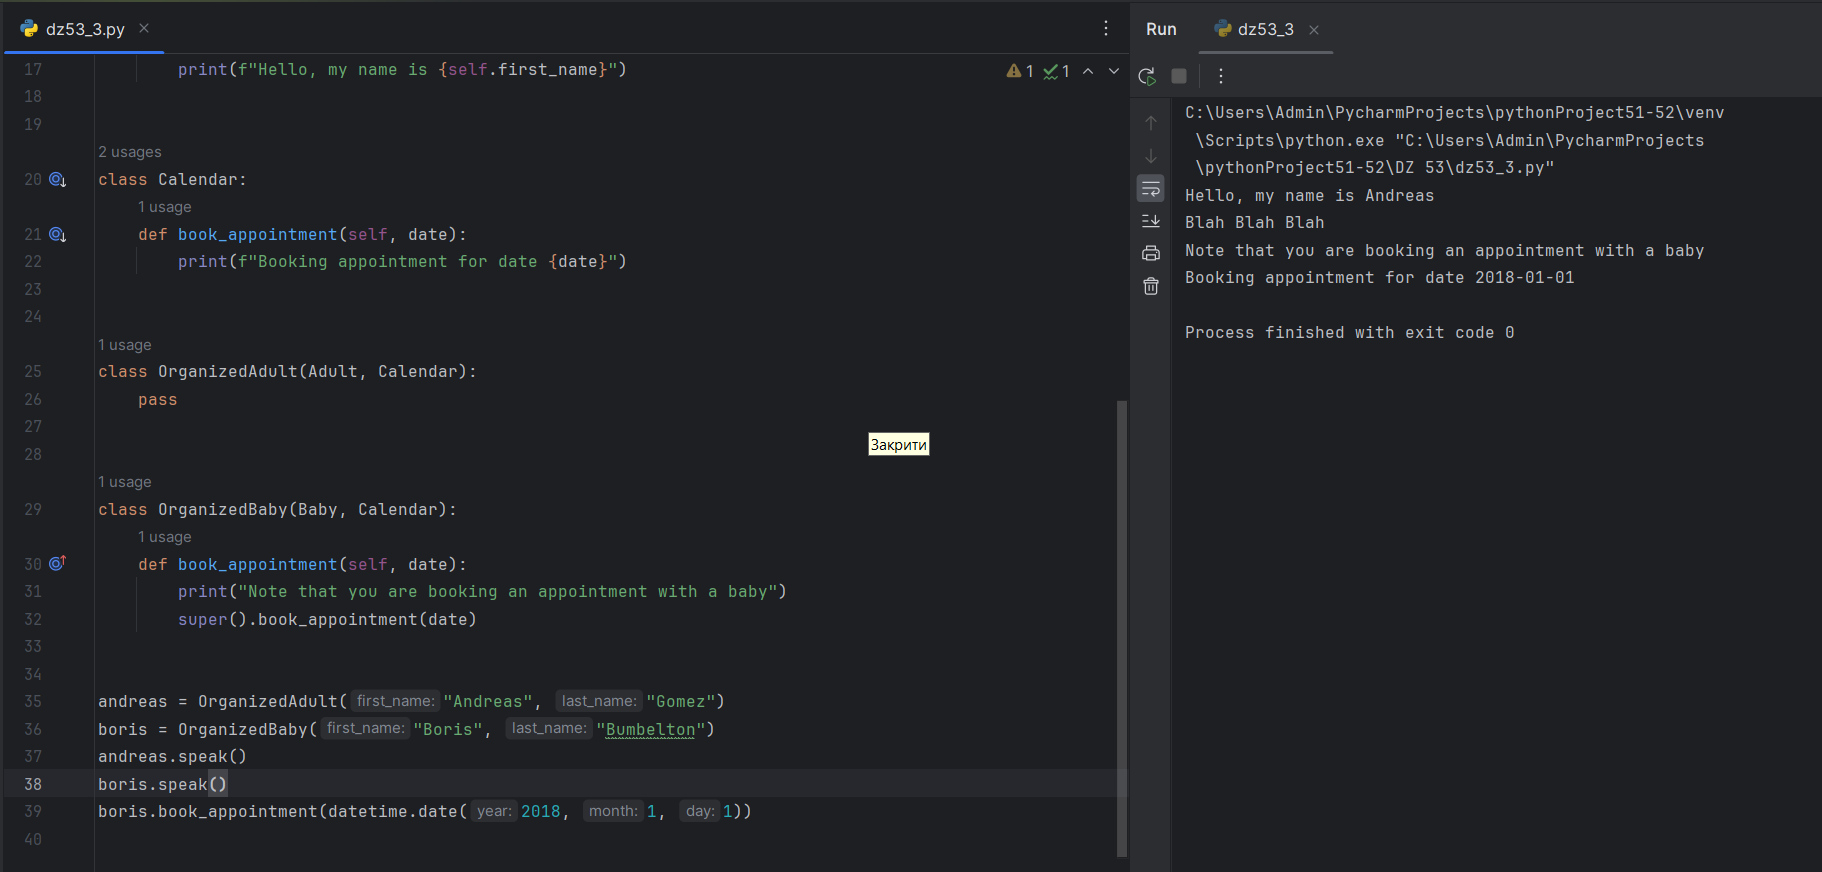 dz53_3.py
17 print(f"Hello, my name is {self.first_name}") 1 1
18
19
2 usages
20 class Calendar:
1 usage
21 def book_appointment(self, date):
22 print(f"Booking appointment for date {date}")
23
24
1 usage
25 class OrganizedAdult(Adult, Calendar):
26 pass
27
28
1 usage
29 class OrganizedBaby(Baby, Calendar):
1 usage
30 def book_appointment(self, date):
31 print("Note that you are booking an appointment with a baby")
32 super().book_appointment(date)
33
34
35 andreas = OrganizedAdult( first_name: "Andreas", last_name: "Gomez")
36 boris = OrganizedBaby( first_name: "Boris", last_name: "Bumbelton")
37 andreas.speak()
38 boris.speak()
39 boris.book_appointment(datetime.date( year: 2018, month: 1, day: 1))
40
Закрити
Run dz53_3
C:\Users\Admin\PycharmProjects\pythonProject51-52\venv
\Scripts\python.exe "C:\Users\Admin\PycharmProjects
\pythonProject51-52\DZ 53\dz53_3.py"
Hello, my name is Andreas
Blah Blah Blah
Note that you are booking an appointment with a baby
Booking appointment for date 2018-01-01
Process finished with exit code 0